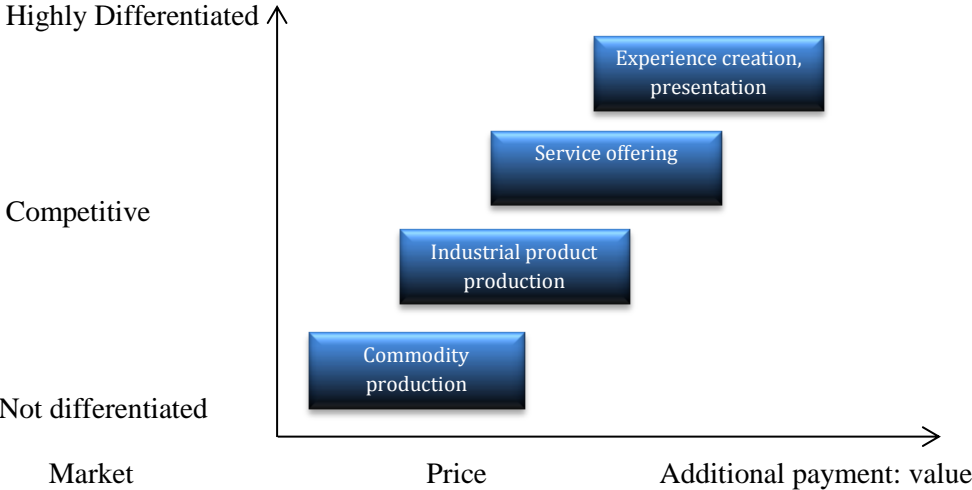 Highly Differentiated
Experience creation,
presentation
Service offering
Competitive
Industrial product
production
Commodity
production
Not differentiated
Market
Price
Additional payment: value